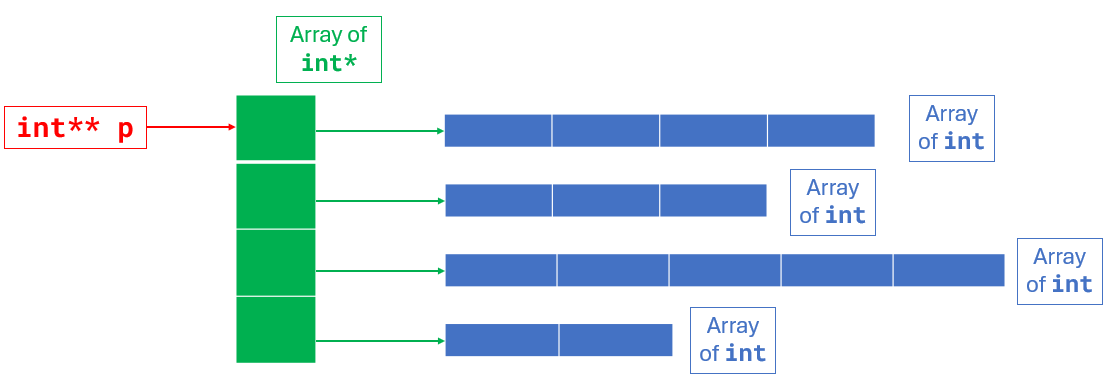 Array of
int*
int** p
Array
of int
Array
of int
Array
of int
Array
of int